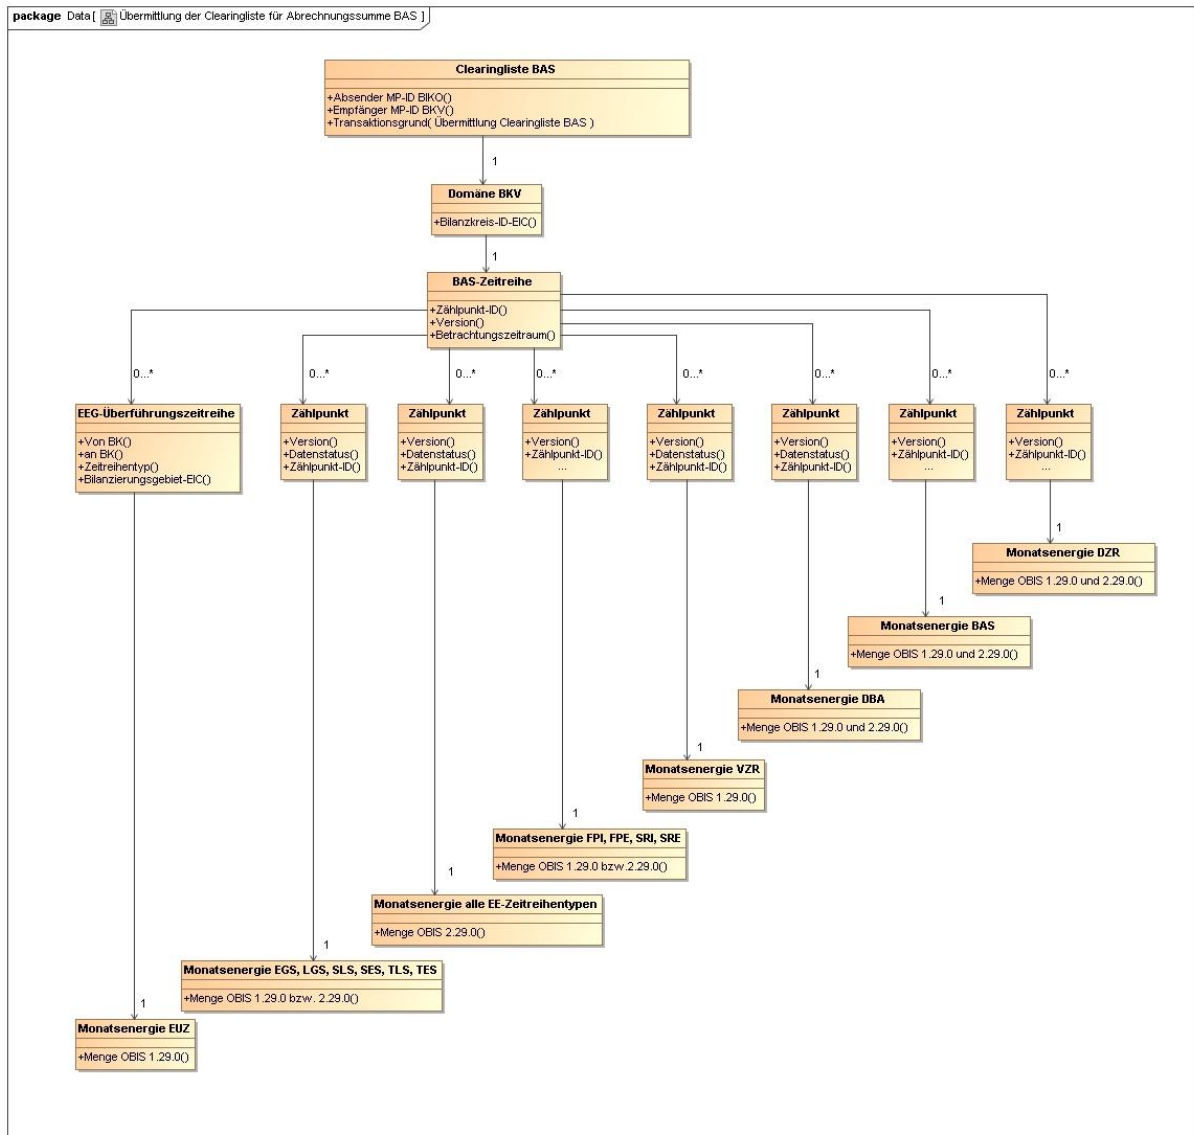 package Data [ Übermittlung der Clearingliste für Abrechnungssumme BAS ]
Clearingliste BAS
+Absender MP-ID BIKO()
+Empfänger MP-ID BKV()
+Transaktionsgrund( Übermittlung Clearingliste BAS )
1
Domäne BKV
+Bilanzkreis-ID-EIC()
1
BAS-Zeitreihe
+Zählpunkt-ID()
+Version()
+Betrachtungszeitraum()
0...*
0...*
0...*
0...*
0...*
0...*
0...*
0...*
EEG-Überführungszeitreihe
+Von BK()
+an BK()
+Zeitreihentyp()
+Bilanzierungsgebiet-EIC()
Zählpunkt
+Version()
+Datenstatus()
+Zählpunkt-ID()
Zählpunkt
+Version()
+Datenstatus()
+Zählpunkt-ID()
Zählpunkt
+Version()
+Zählpunkt-ID()
...
Zählpunkt
+Version()
+Datenstatus()
+Zählpunkt-ID()
Zählpunkt
+Version()
+Datenstatus()
+Zählpunkt-ID()
Zählpunkt
+Version()
+Zählpunkt-ID()
...
Zählpunkt
+Version()
+Zählpunkt-ID()
...
1
Monatsenergie DZR
+Menge OBIS 1.29.0 und 2.29.0()
1
Monatsenergie BAS
+Menge OBIS 1.29.0 und 2.29.0()
1
Monatsenergie DBA
+Menge OBIS 1.29.0 und 2.29.0()
1
Monatsenergie VZR
+Menge OBIS 1.29.0()
1
Monatsenergie FPI, FPE, SRI, SRE
+Menge OBIS 1.29.0 bzw.2.29.0()
1
Monatsenergie alle EE-Zeitreihentypen
+Menge OBIS 2.29.0()
1
Monatsenergie EGS, LGS, SLS, SES, TLS, TES
+Menge OBIS 1.29.0 bzw. 2.29.0()
1
Monatsenergie EUZ
+Menge OBIS 1.29.0()